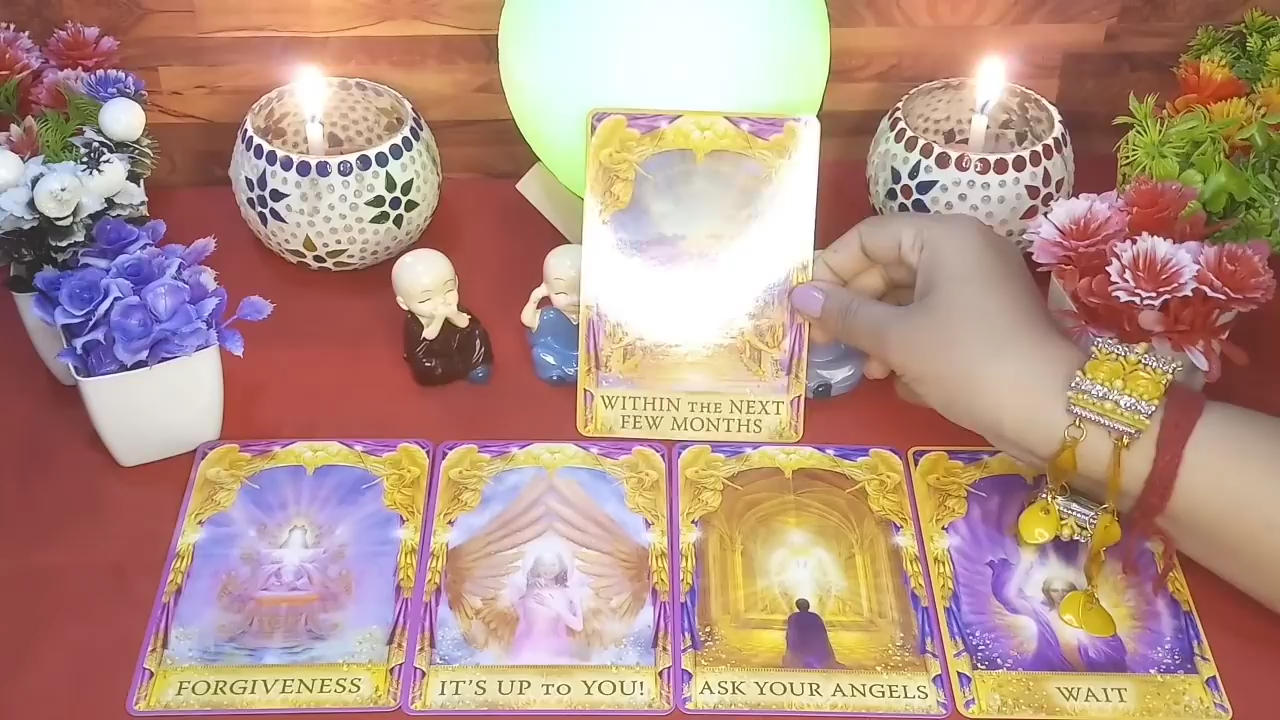 WITHIN THE NEXT
FEW MONTHS
FORGIVENESS
IT'S UP TO YOU!
ASK YOUR ANGELS
WAIT